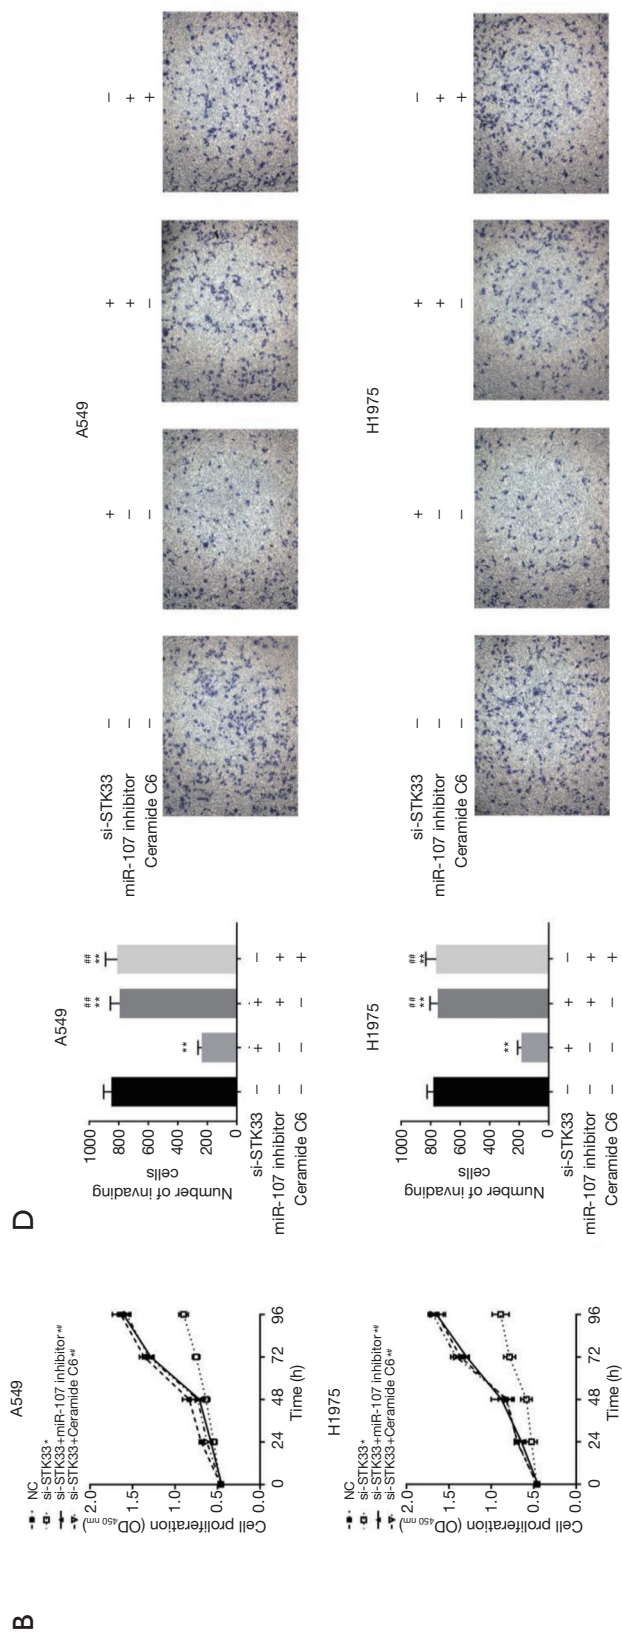 B
A549
NC
si-STK33*
si-STK33+miR-107 inhibitor*#
si-STK33+Ceramide C6*#
Cell proliferation (OD450 nm)
2.0
1.5
1.0
0.5
0.0
0 24 48 72 96
Time (h)
H1975
NC
si-STK33*
si-STK33+miR-107 inhibitor*#
si-STK33+Ceramide C6*#
Cell proliferation (OD450 nm)
2.0
1.5
1.0
0.5
0.0
0 24 48 72 96
Time (h)
D
A549
Number of invading
cells
1000
800
600
400
200
0
**
##
**
##
**
si-STK33 − + + −
miR-107 inhibitor − − + +
Ceramide C6 − − − +
A549
si-STK33 − + + −
miR-107 inhibitor − − + +
Ceramide C6 − − − +
H1975
Number of invading
cells
1000
800
600
400
200
0
**
##
**
##
**
si-STK33 − + + −
miR-107 inhibitor − − + +
Ceramide C6 − − − +
H1975
si-STK33 − + + −
miR-107 inhibitor − − + +
Ceramide C6 − − − +